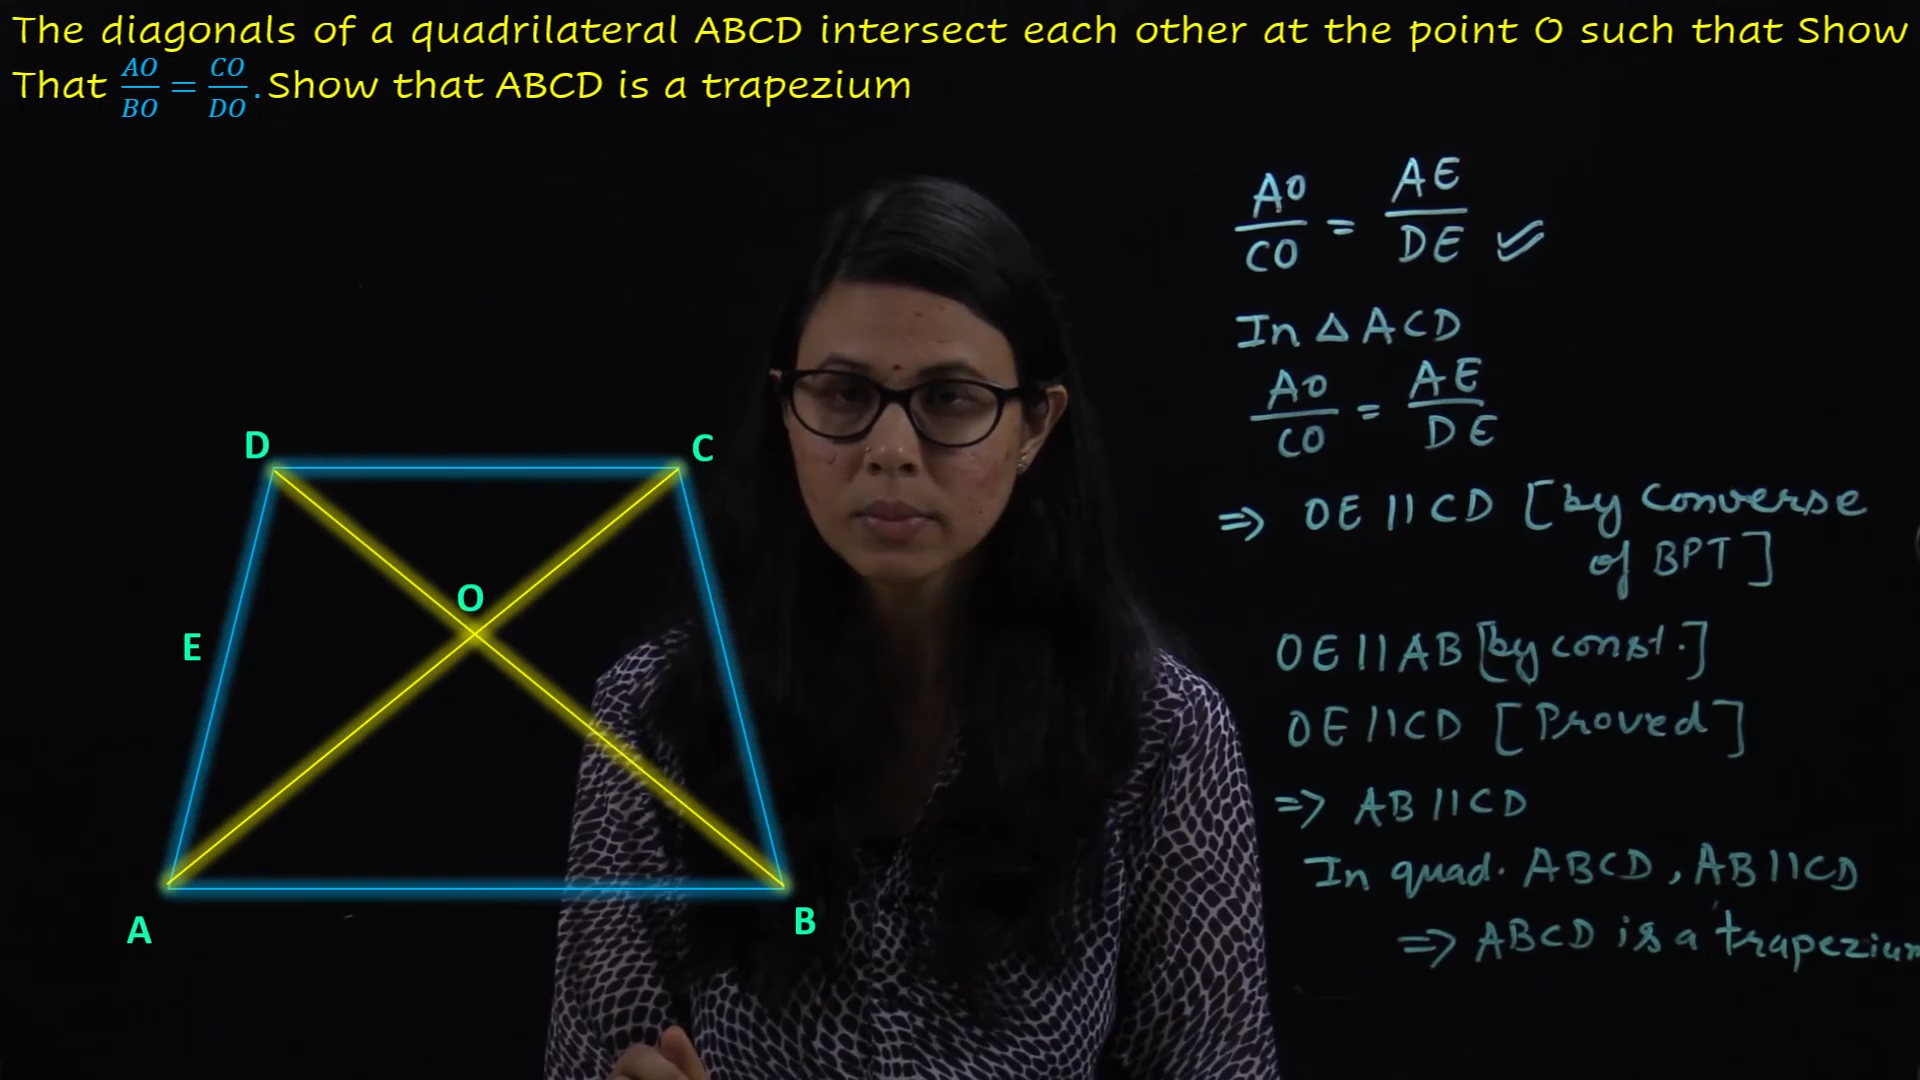 The diagonals of a quadrilateral ABCD intersect each other at the point O such that Show
That AO/BO = CO/DO. Show that ABCD is a trapezium
AO/CO = AE/DE ✓
In △ ACD
AO/CO = AE/DE
⇒ OE || CD [by converse
of BPT]
OE || AB [by const.]
OE || CD [Proved]
⇒ AB || CD
In quad. ABCD, AB || CD
⇒ ABCD is a trapezium
D
C
O
E
A
B